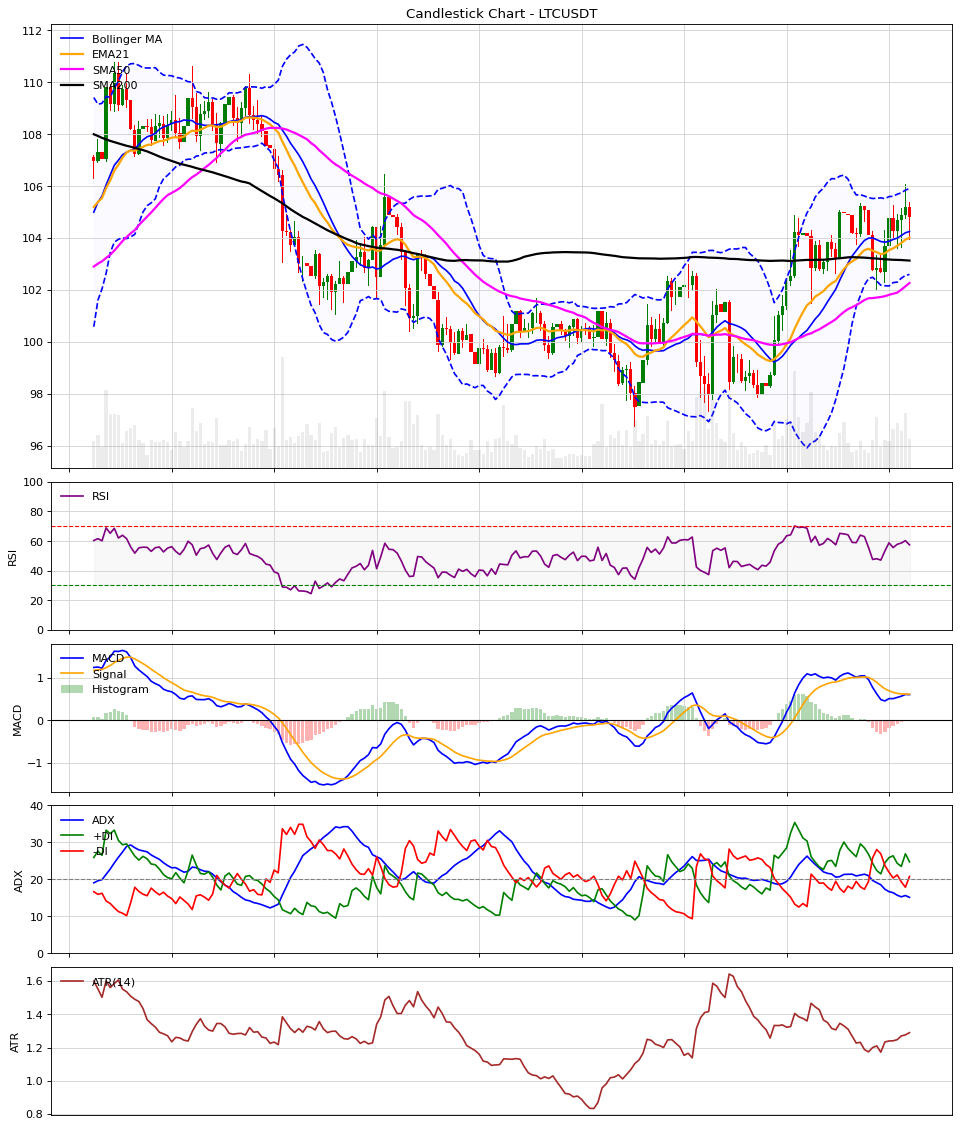 Candlestick Chart - LTCUSDT
112
110
108
106
104
102
100
98
96
Bollinger MA
EMA21
SMA50
SMA200
100
80
60
40
20
0
RSI
RSI
1
0
−1
MACD
MACD
Signal
Histogram
40
30
20
10
0
ADX
ADX
+DI
-DI
1.6
1.4
1.2
1.0
0.8
ATR
ATR(14)